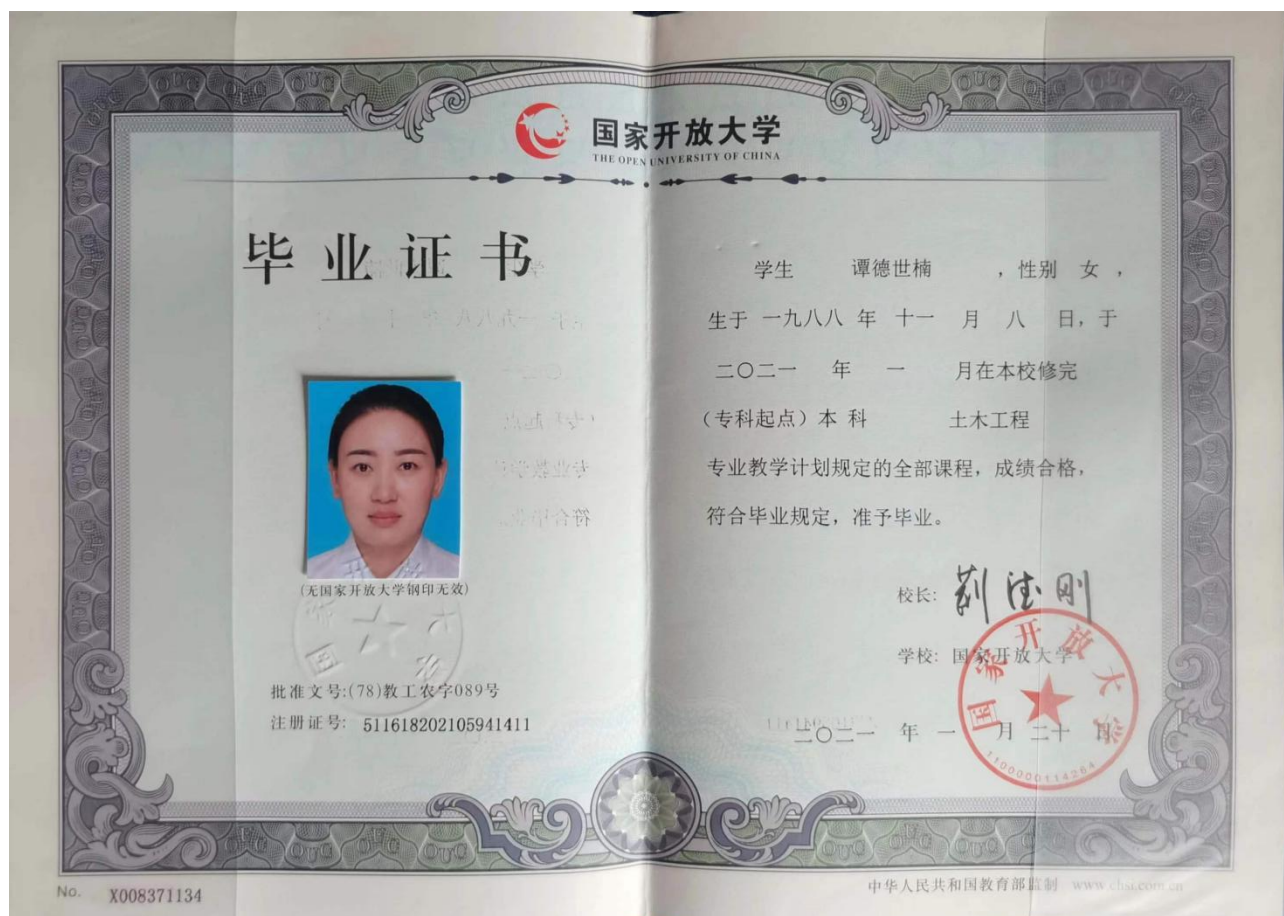 国家开放大学
THE OPEN UNIVERSITY OF CHINA
毕业证书
(无国家开放大学钢印无效)
批准文号:(78)教工农字089号
注册证号: 511618202105941411
学生 谭德世楠 ，性别 女 ，
生于 一九八八 年 十一 月 八 日，于
二〇二一 年 一 月在本校修完
（专科起点）本 科 土木工程
专业教学计划规定的全部课程，成绩合格，
符合毕业规定，准予毕业。
校长:
学校: 国家开放大学
二〇二一 年 一 月 二十 日
国家开放大学
1100000114264
No. X008371134
中华人民共和国教育部监制 www.chsi.com.cn